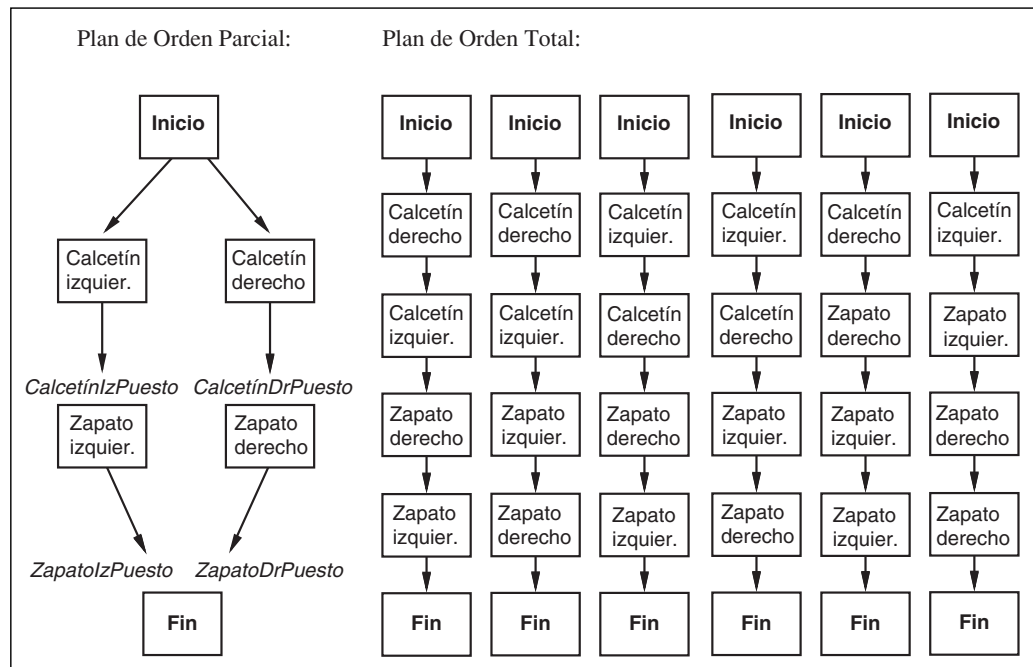 Plan de Orden Parcial:
Plan de Orden Total:
Inicio
Calcetín
izquier.
Calcetín
derecho
CalcetínIzPuesto
CalcetínDrPuesto
Zapato
izquier.
Zapato
derecho
ZapatoIzPuesto
ZapatoDrPuesto
Fin
Inicio
Calcetín
derecho
Calcetín
izquier.
Zapato
derecho
Zapato
izquier.
Fin
Inicio
Calcetín
derecho
Calcetín
izquier.
Zapato
izquier.
Zapato
derecho
Fin
Inicio
Calcetín
izquier.
Calcetín
derecho
Zapato
derecho
Zapato
izquier.
Fin
Inicio
Calcetín
izquier.
Calcetín
derecho
Zapato
izquier.
Zapato
derecho
Fin
Inicio
Calcetín
derecho
Zapato
derecho
Zapato
izquier.
Zapato
izquier.
Fin
Inicio
Calcetín
izquier.
Zapato
izquier.
Zapato
derecho
Zapato
derecho
Fin